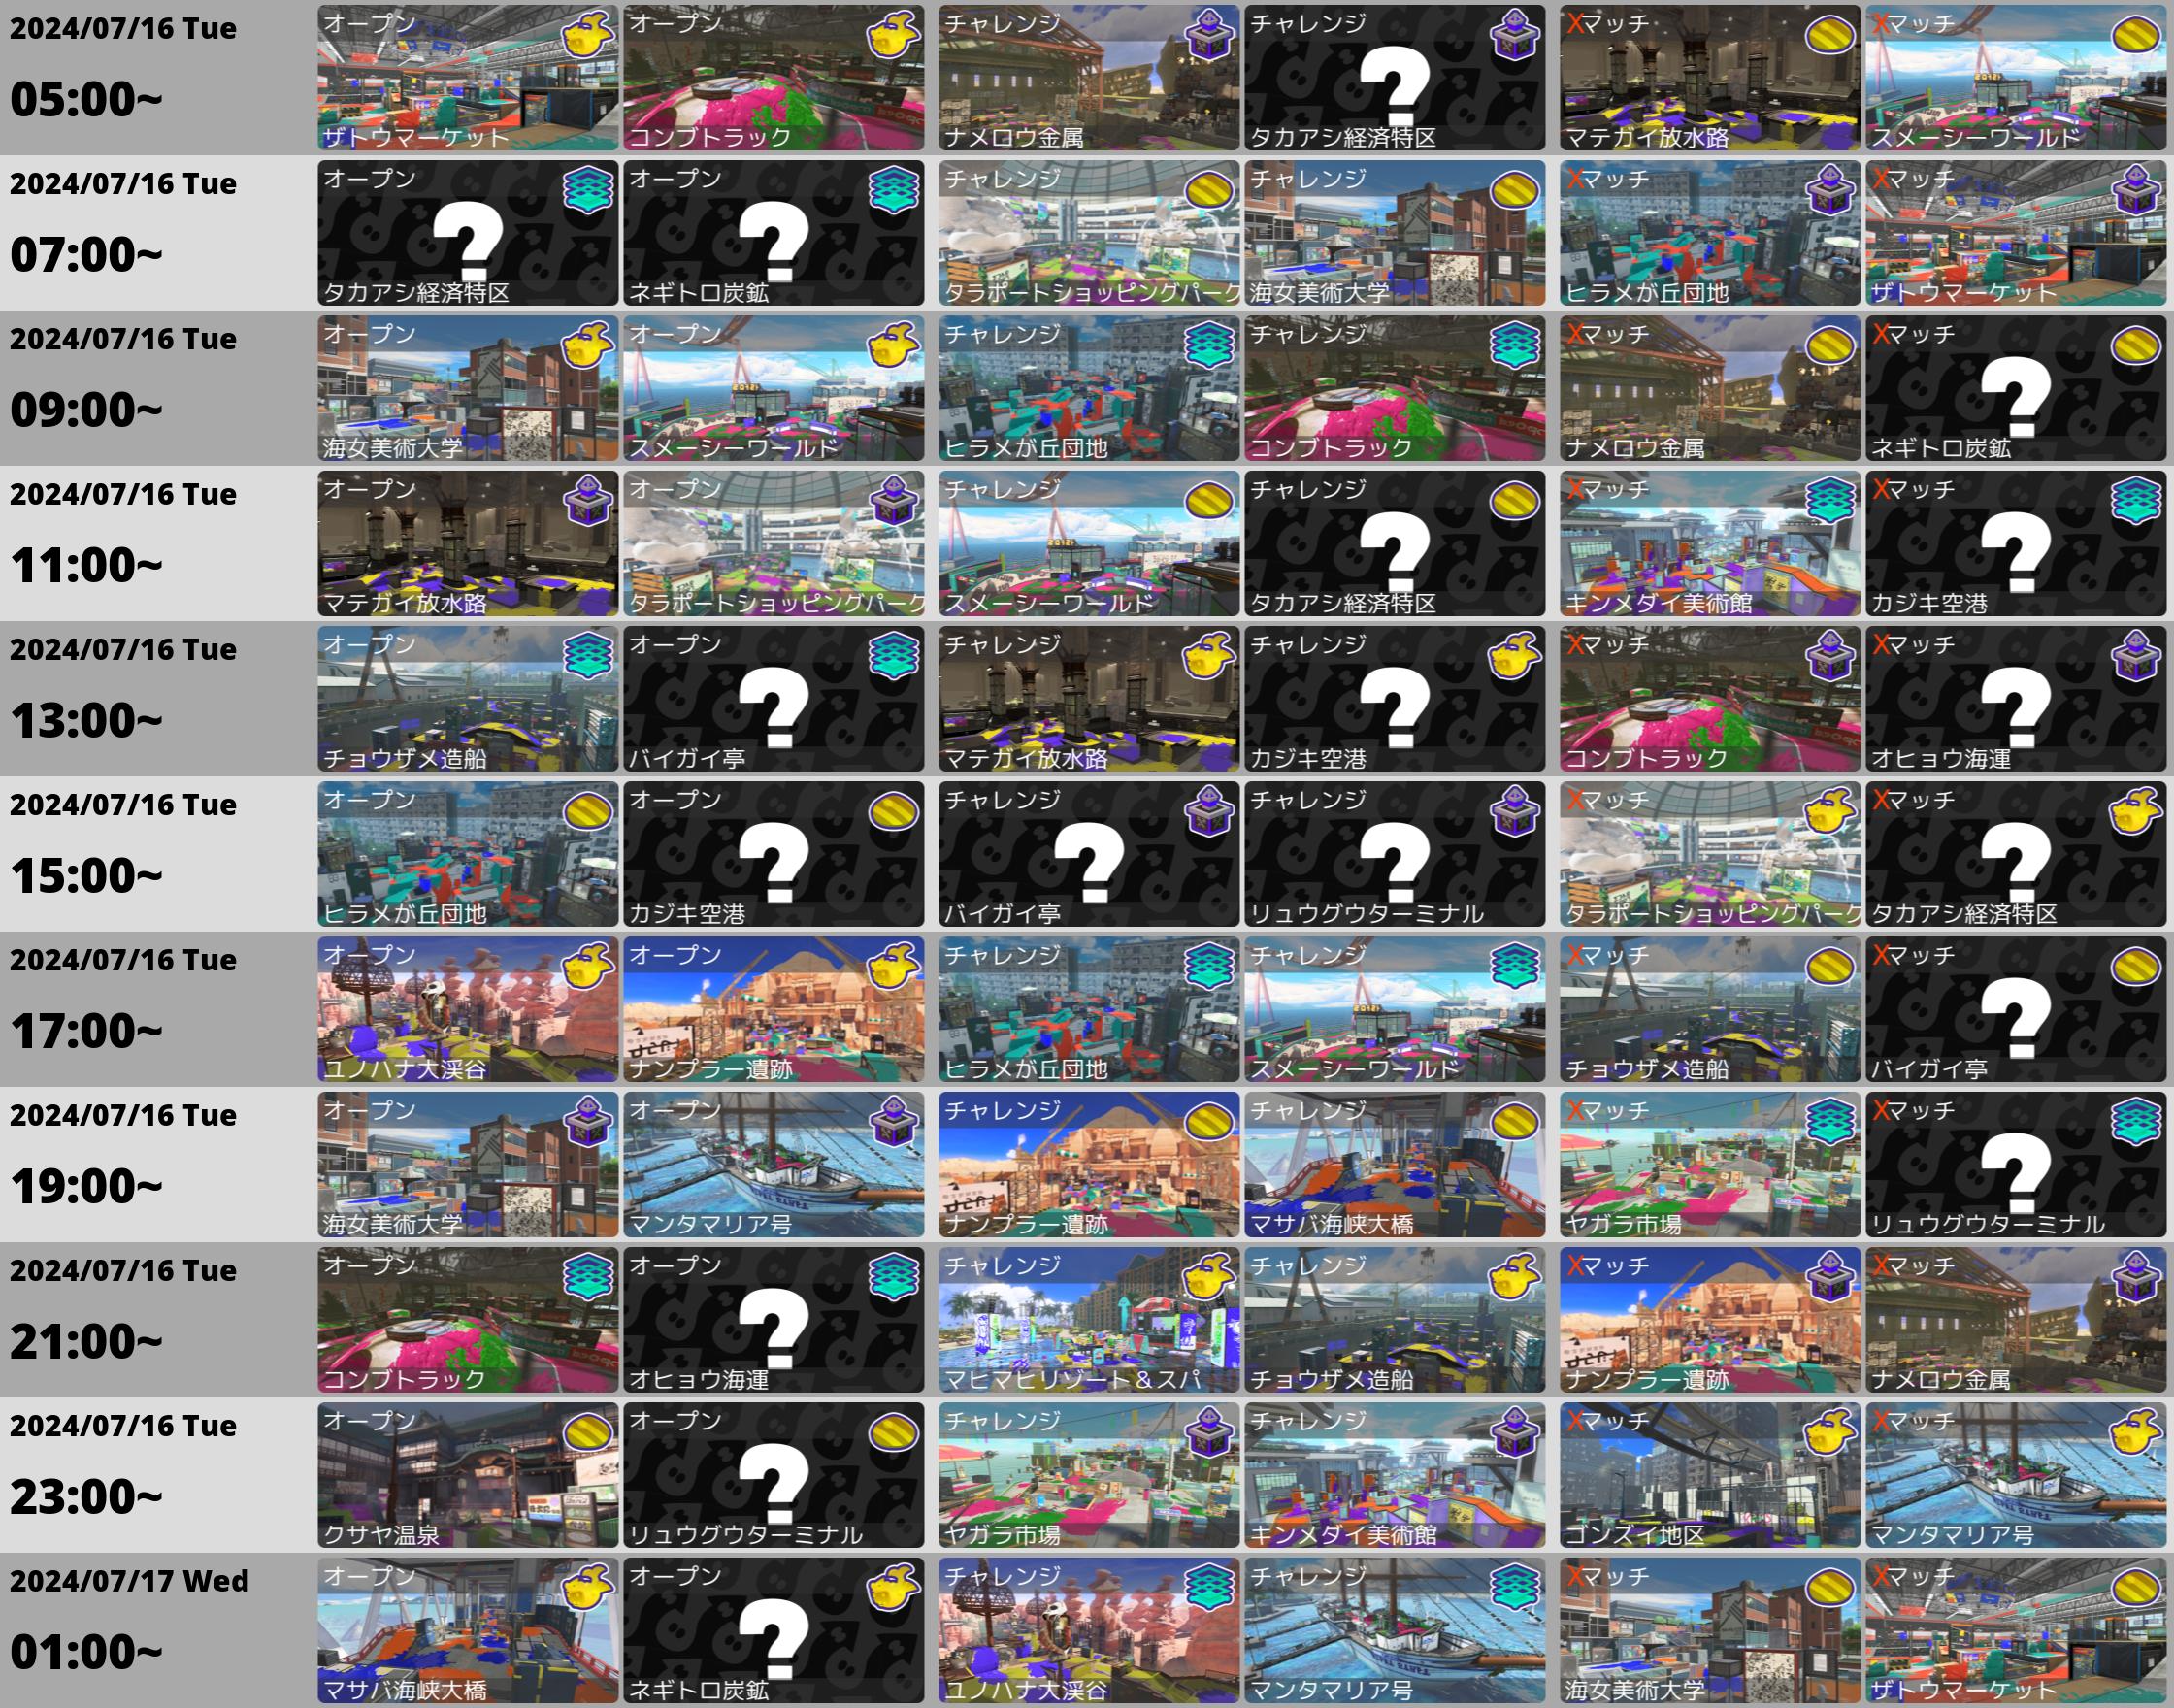 2024/07/16 Tue
05:00~
オープン オープン チャレンジ チャレンジ Xマッチ Xマッチ
ザトウマーケット コンブトラック ナメロウ金属 タカアシ経済特区 マテガイ放水路 スメーシーワールド
2024/07/16 Tue
07:00~
オープン オープン チャレンジ チャレンジ Xマッチ Xマッチ
タカアシ経済特区 ネギトロ炭鉱 タラポートショッピングパーク 海女美術大学 ヒラメが丘団地 ザトウマーケット
2024/07/16 Tue
09:00~
オープン オープン チャレンジ チャレンジ Xマッチ Xマッチ
海女美術大学 スメーシーワールド ヒラメが丘団地 コンブトラック ナメロウ金属 ネギトロ炭鉱
2024/07/16 Tue
11:00~
オープン オープン チャレンジ チャレンジ Xマッチ Xマッチ
マテガイ放水路 タラポートショッピングパーク スメーシーワールド タカアシ経済特区 キンメダイ美術館 カジキ空港
2024/07/16 Tue
13:00~
オープン オープン チャレンジ チャレンジ Xマッチ Xマッチ
チョウザメ造船 バイガイ亭 マテガイ放水路 カジキ空港 コンブトラック オヒョウ海運
2024/07/16 Tue
15:00~
オープン オープン チャレンジ チャレンジ Xマッチ Xマッチ
ヒラメが丘団地 カジキ空港 バイガイ亭 リュウグウターミナル タラポートショッピングパーク タカアシ経済特区
2024/07/16 Tue
17:00~
オープン オープン チャレンジ チャレンジ Xマッチ Xマッチ
ユノハナ大渓谷 ナンプラー遺跡 ヒラメが丘団地 スメーシーワールド チョウザメ造船 バイガイ亭
2024/07/16 Tue
19:00~
オープン オープン チャレンジ チャレンジ Xマッチ Xマッチ
海女美術大学 マンタマリア号 ナンプラー遺跡 マサバ海峡大橋 ヤガラ市場 リュウグウターミナル
2024/07/16 Tue
21:00~
オープン オープン チャレンジ チャレンジ Xマッチ Xマッチ
コンブトラック オヒョウ海運 マヒマヒリゾート＆スパ チョウザメ造船 ナンプラー遺跡 ナメロウ金属
2024/07/16 Tue
23:00~
オープン オープン チャレンジ チャレンジ Xマッチ Xマッチ
クサヤ温泉 リュウグウターミナル ヤガラ市場 キンメダイ美術館 ゴンズイ地区 マンタマリア号
2024/07/17 Wed
01:00~
オープン オープン チャレンジ チャレンジ Xマッチ Xマッチ
マサバ海峡大橋 ネギトロ炭鉱 ユノハナ大渓谷 マンタマリア号 海女美術大学 ザトウマーケット